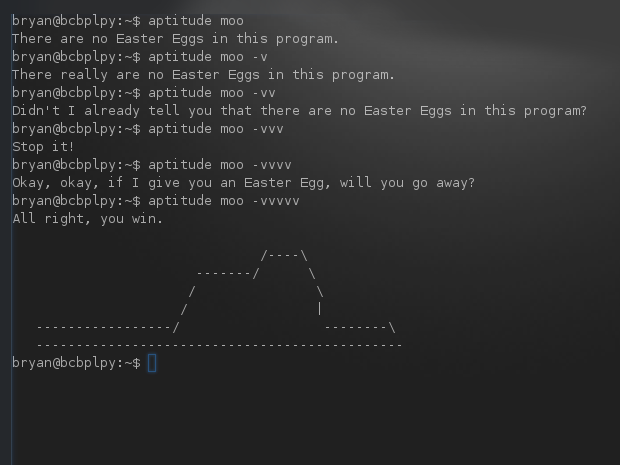 bryan@bcbplpy:~$ aptitude moo
There are no Easter Eggs in this program.
bryan@bcbplpy:~$ aptitude moo -v
There really are no Easter Eggs in this program.
bryan@bcbplpy:~$ aptitude moo -vv
Didn't I already tell you that there are no Easter Eggs in this program?
bryan@bcbplpy:~$ aptitude moo -vvv
Stop it!
bryan@bcbplpy:~$ aptitude moo -vvvv
Okay, okay, if I give you an Easter Egg, will you go away?
bryan@bcbplpy:~$ aptitude moo -vvvvv
All right, you win.

                               /----\
                       -------/      \
                      /               \
                     /                |
   -----------------/                  --------\
   ----------------------------------------------
bryan@bcbplpy:~$